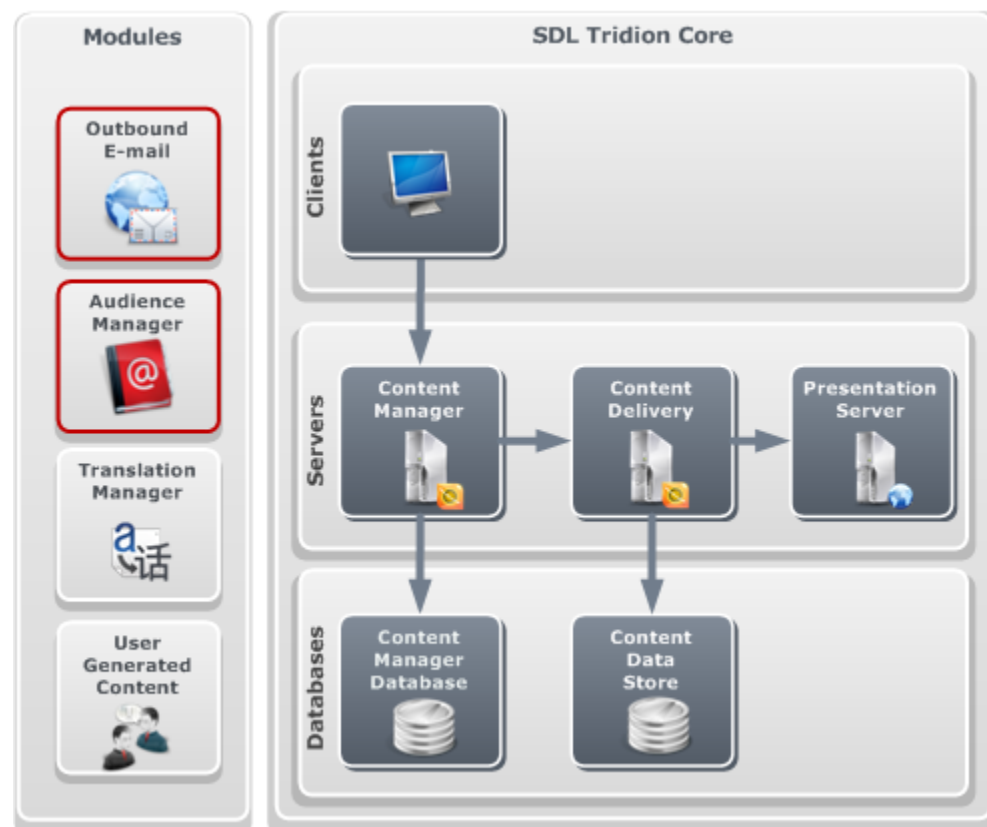 Modules
Outbound
E-mail
Audience
Manager
@
Translation
Manager
a
话
User
Generated
Content
SDL Tridion Core
Clients
Servers
Content
Manager
Content
Delivery
Presentation
Server
Databases
Content
Manager
Database
Content
Data
Store